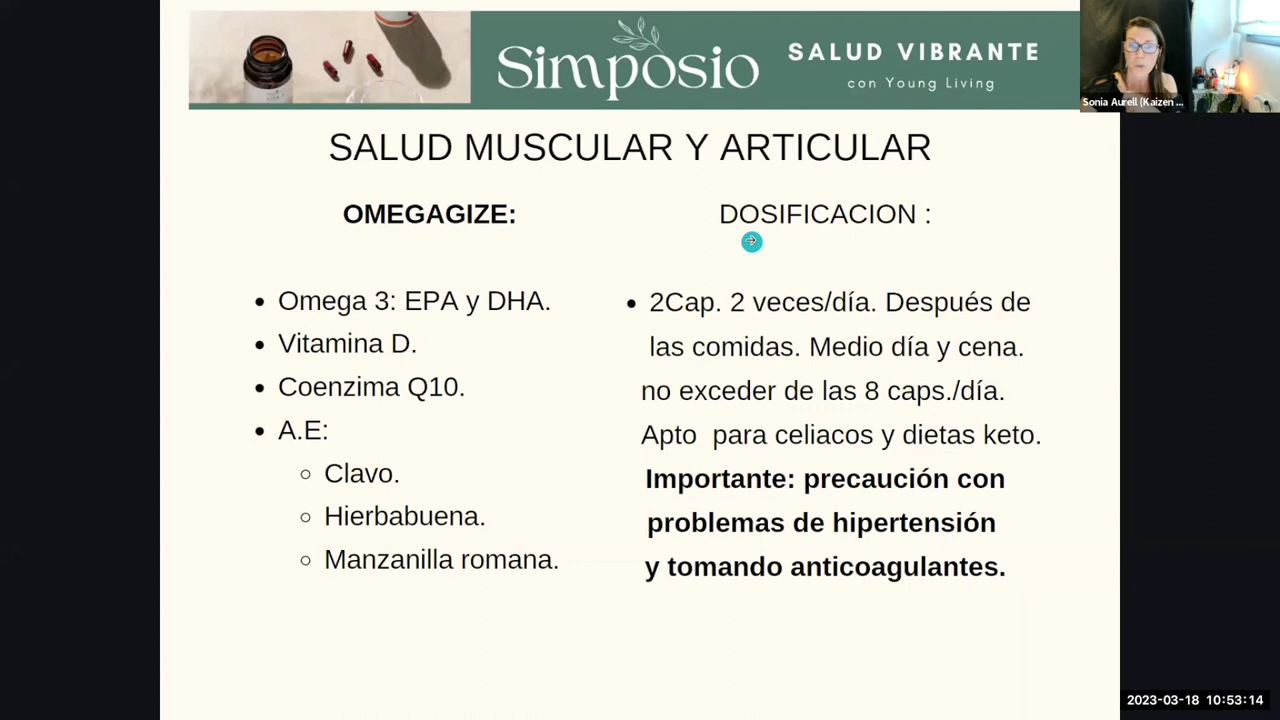 Simposio
SALUD VIBRANTE
con Young Living
Sonia Aurell (Kaizen ...
SALUD MUSCULAR Y ARTICULAR
OMEGAGIZE:
• Omega 3: EPA y DHA.
• Vitamina D.
• Coenzima Q10.
• A.E:
○ Clavo.
○ Hierbabuena.
○ Manzanilla romana.
DOSIFICACION :
• 2Cap. 2 veces/día. Después de
las comidas. Medio día y cena.
no exceder de las 8 caps./día.
Apto  para celiacos y dietas keto.
Importante: precaución con
problemas de hipertensión
y tomando anticoagulantes.
2023-03-18 10:53:14